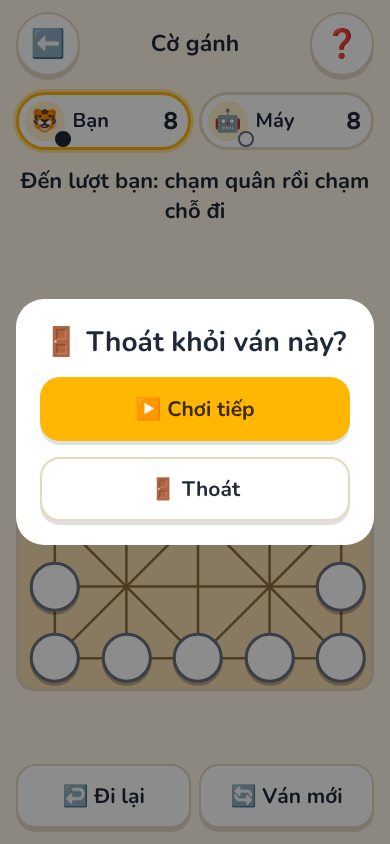 Cờ gánh
Bạn 8
Máy 8
Đến lượt bạn: chạm quân rồi chạm
chỗ đi
Thoát khỏi ván này?
Chơi tiếp
Thoát
Đi lại
Ván mới